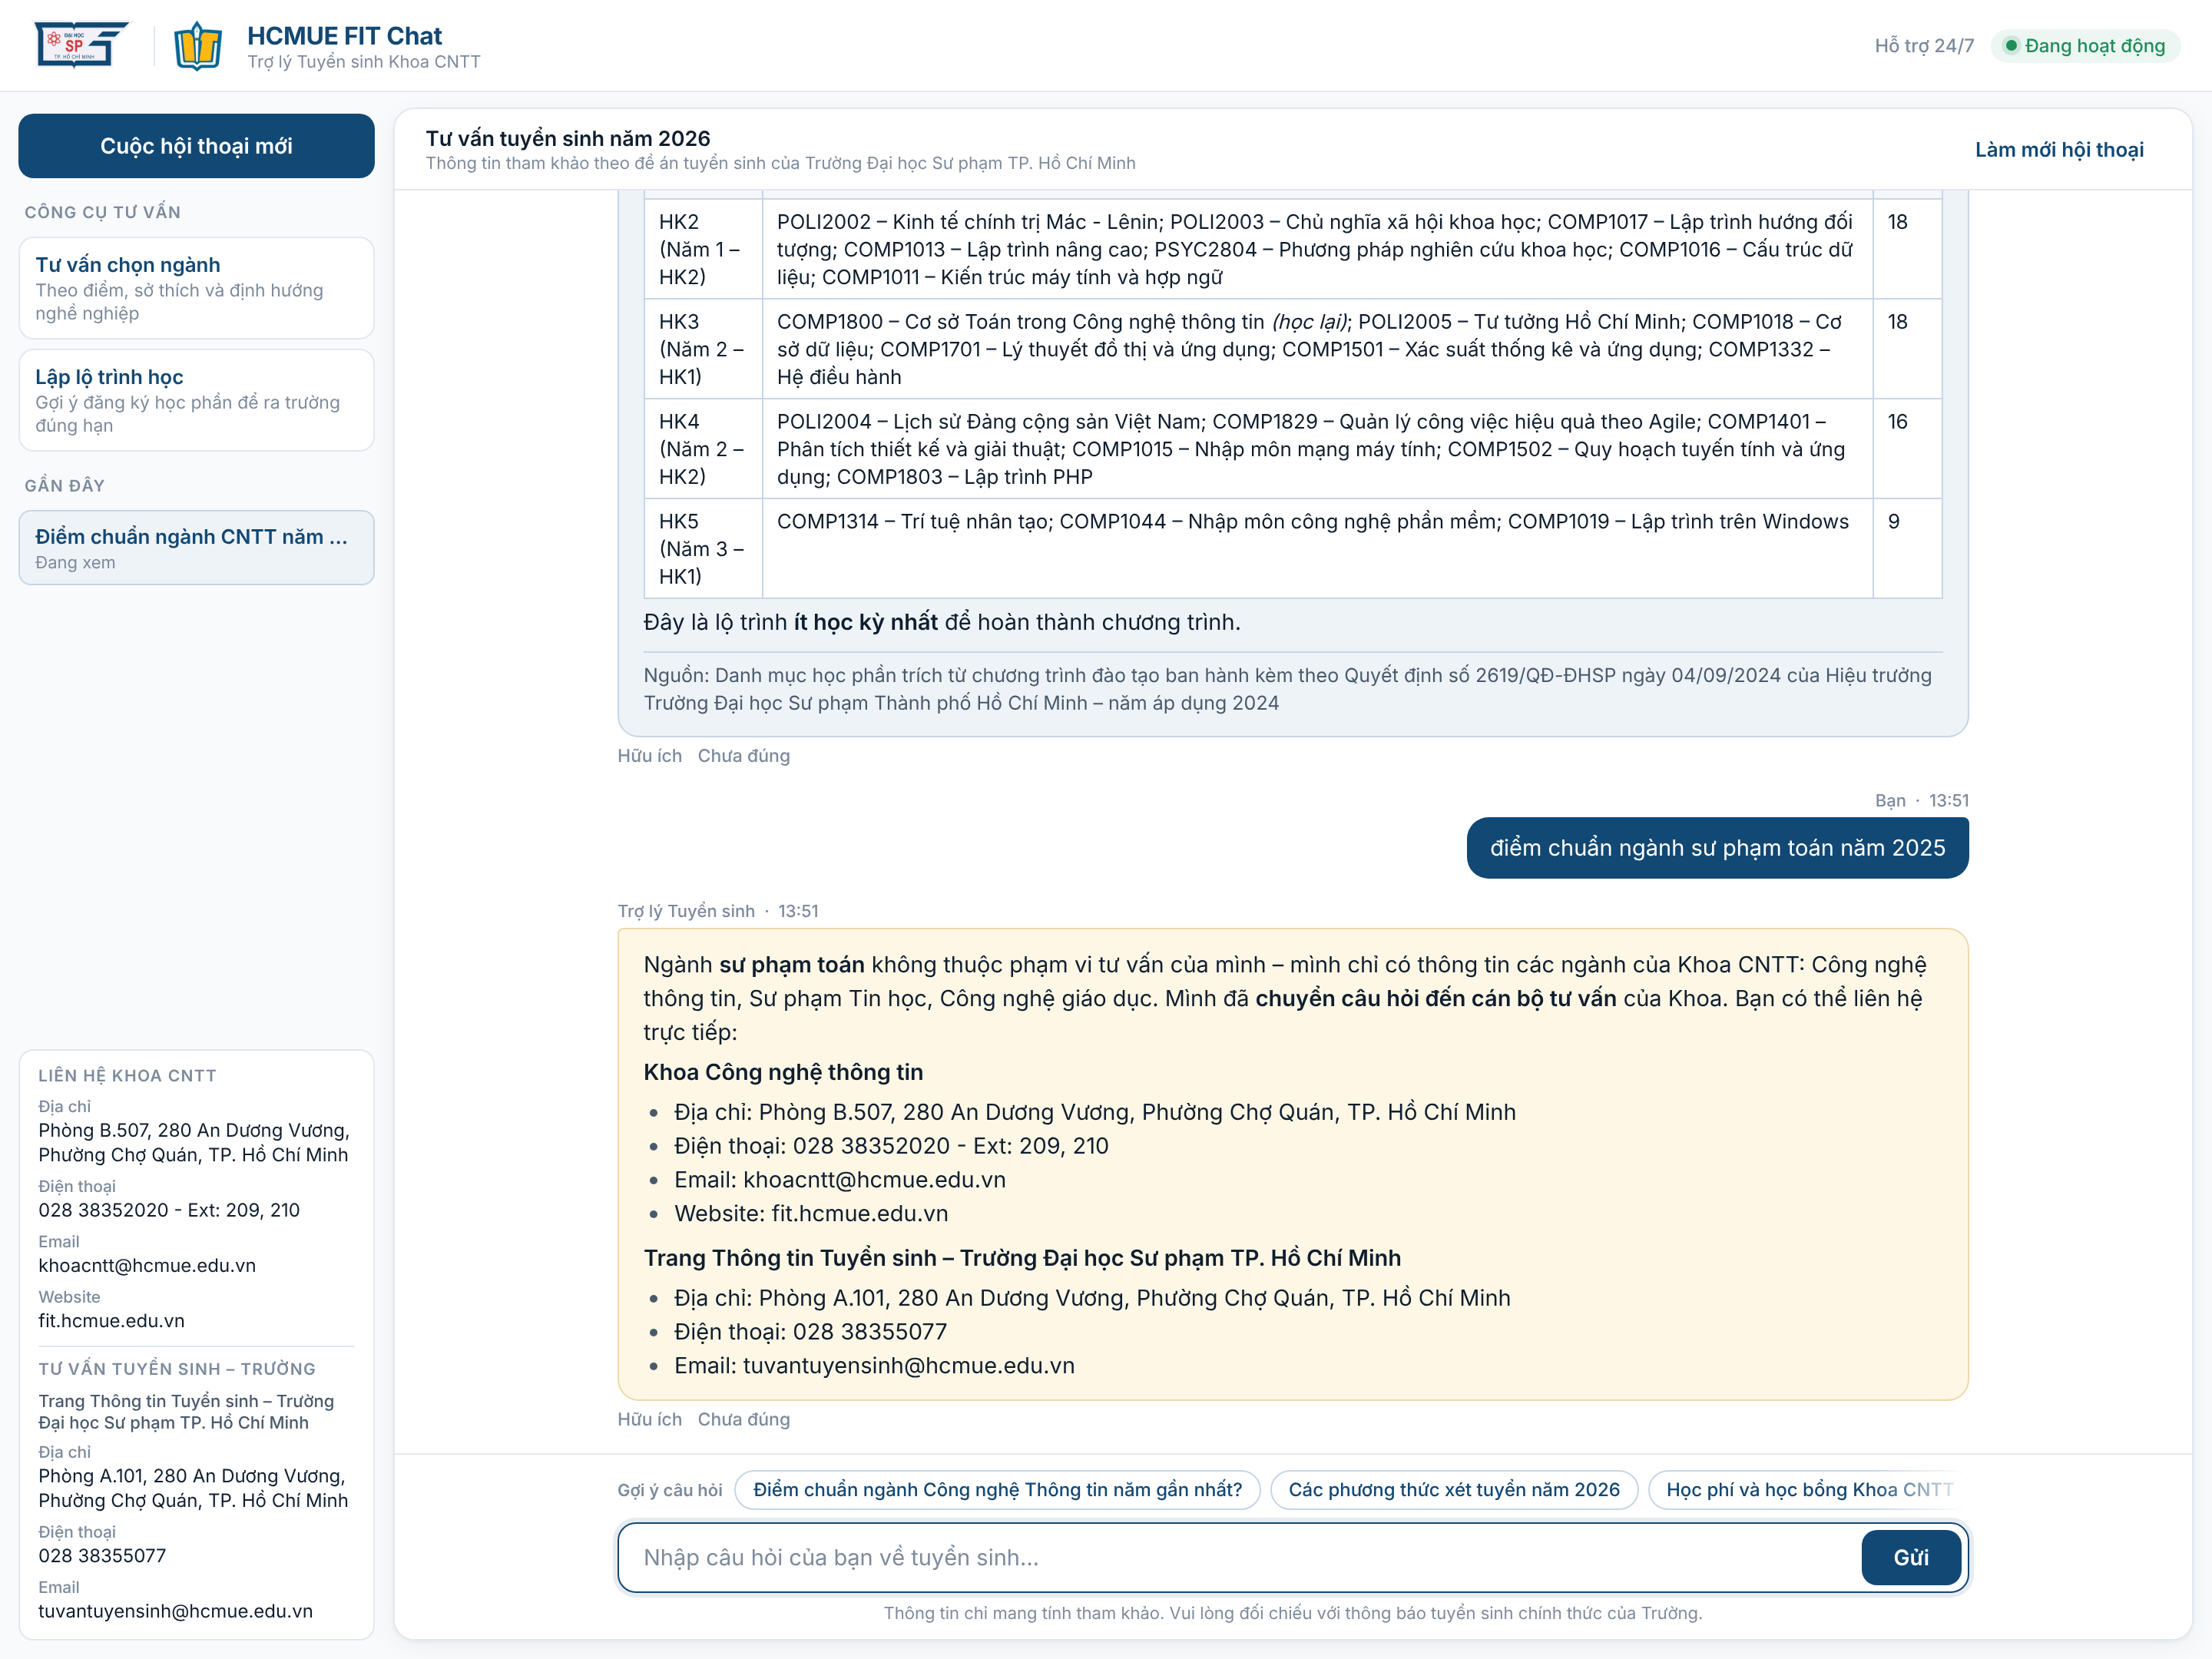 ĐẠI HỌC
SP
TP. HỒ CHÍ MINH
HCMUE FIT Chat
Trợ lý Tuyển sinh Khoa CNTT
Hỗ trợ 24/7
Đang hoạt động
Cuộc hội thoại mới
CÔNG CỤ TƯ VẤN
Tư vấn chọn ngành
Theo điểm, sở thích và định hướng
nghề nghiệp
Lập lộ trình học
Gợi ý đăng ký học phần để ra trường
đúng hạn
GẦN ĐÂY
Điểm chuẩn ngành CNTT năm ...
Đang xem
LIÊN HỆ KHOA CNTT
Địa chỉ
Phòng B.507, 280 An Dương Vương,
Phường Chợ Quán, TP. Hồ Chí Minh
Điện thoại
028 38352020 - Ext: 209, 210
Email
khoacntt@hcmue.edu.vn
Website
fit.hcmue.edu.vn
TƯ VẤN TUYỂN SINH – TRƯỜNG
Trang Thông tin Tuyển sinh – Trường
Đại học Sư phạm TP. Hồ Chí Minh
Địa chỉ
Phòng A.101, 280 An Dương Vương,
Phường Chợ Quán, TP. Hồ Chí Minh
Điện thoại
028 38355077
Email
tuvantuyensinh@hcmue.edu.vn
Tư vấn tuyển sinh năm 2026
Thông tin tham khảo theo đề án tuyển sinh của Trường Đại học Sư phạm TP. Hồ Chí Minh
Làm mới hội thoại
HK2
(Năm 1 –
HK2)
POLI2002 – Kinh tế chính trị Mác - Lênin; POLI2003 – Chủ nghĩa xã hội khoa học; COMP1017 – Lập trình hướng đối
tượng; COMP1013 – Lập trình nâng cao; PSYC2804 – Phương pháp nghiên cứu khoa học; COMP1016 – Cấu trúc dữ
liệu; COMP1011 – Kiến trúc máy tính và hợp ngữ
18
HK3
(Năm 2 –
HK1)
COMP1800 – Cơ sở Toán trong Công nghệ thông tin (học lại); POLI2005 – Tư tưởng Hồ Chí Minh; COMP1018 – Cơ
sở dữ liệu; COMP1701 – Lý thuyết đồ thị và ứng dụng; COMP1501 – Xác suất thống kê và ứng dụng; COMP1332 –
Hệ điều hành
18
HK4
(Năm 2 –
HK2)
POLI2004 – Lịch sử Đảng cộng sản Việt Nam; COMP1829 – Quản lý công việc hiệu quả theo Agile; COMP1401 –
Phân tích thiết kế và giải thuật; COMP1015 – Nhập môn mạng máy tính; COMP1502 – Quy hoạch tuyến tính và ứng
dụng; COMP1803 – Lập trình PHP
16
HK5
(Năm 3 –
HK1)
COMP1314 – Trí tuệ nhân tạo; COMP1044 – Nhập môn công nghệ phần mềm; COMP1019 – Lập trình trên Windows
9
Đây là lộ trình ít học kỳ nhất để hoàn thành chương trình.
Nguồn: Danh mục học phần trích từ chương trình đào tạo ban hành kèm theo Quyết định số 2619/QĐ-ĐHSP ngày 04/09/2024 của Hiệu trưởng
Trường Đại học Sư phạm Thành phố Hồ Chí Minh – năm áp dụng 2024
Hữu ích Chưa đúng
Bạn · 13:51
điểm chuẩn ngành sư phạm toán năm 2025
Trợ lý Tuyển sinh · 13:51
Ngành sư phạm toán không thuộc phạm vi tư vấn của mình – mình chỉ có thông tin các ngành của Khoa CNTT: Công nghệ
thông tin, Sư phạm Tin học, Công nghệ giáo dục. Mình đã chuyển câu hỏi đến cán bộ tư vấn của Khoa. Bạn có thể liên hệ
trực tiếp:
Khoa Công nghệ thông tin
• Địa chỉ: Phòng B.507, 280 An Dương Vương, Phường Chợ Quán, TP. Hồ Chí Minh
• Điện thoại: 028 38352020 - Ext: 209, 210
• Email: khoacntt@hcmue.edu.vn
• Website: fit.hcmue.edu.vn
Trang Thông tin Tuyển sinh – Trường Đại học Sư phạm TP. Hồ Chí Minh
• Địa chỉ: Phòng A.101, 280 An Dương Vương, Phường Chợ Quán, TP. Hồ Chí Minh
• Điện thoại: 028 38355077
• Email: tuvantuyensinh@hcmue.edu.vn
Hữu ích Chưa đúng
Gợi ý câu hỏi
Điểm chuẩn ngành Công nghệ Thông tin năm gần nhất?
Các phương thức xét tuyển năm 2026
Học phí và học bổng Khoa CNTT
Nhập câu hỏi của bạn về tuyển sinh...
Gửi
Thông tin chỉ mang tính tham khảo. Vui lòng đối chiếu với thông báo tuyển sinh chính thức của Trường.